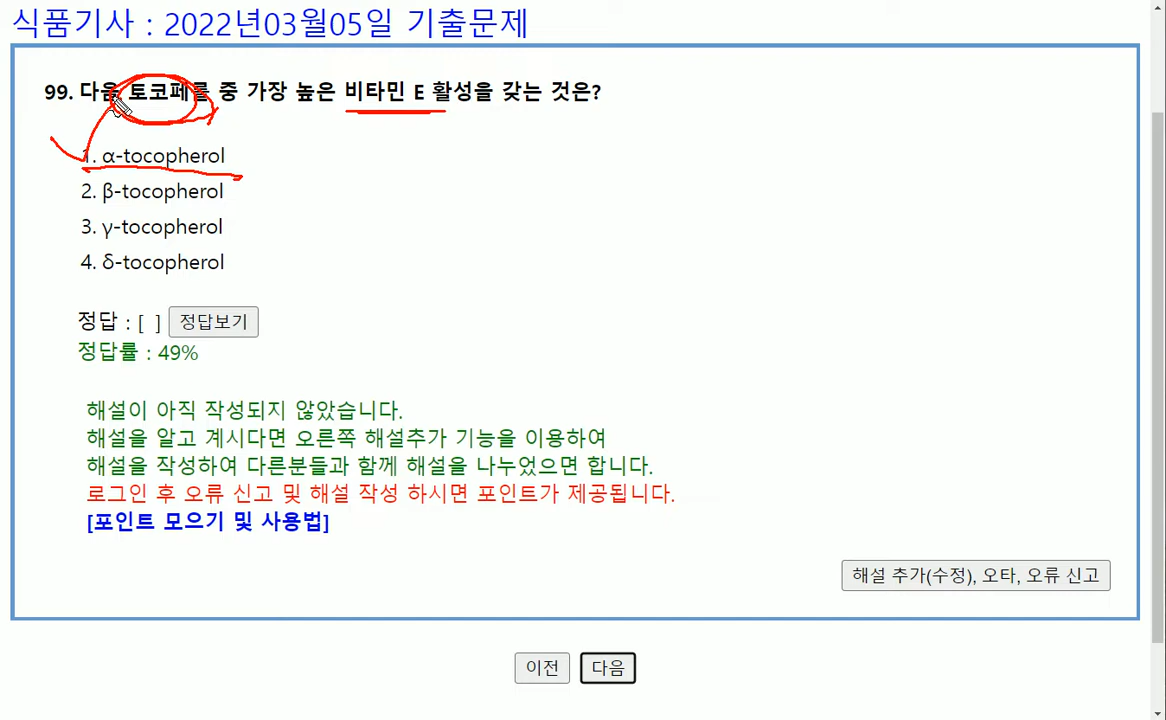 식품기사 : 2022년03월05일 기출문제
99. 다음 토코페롤 중 가장 높은 비타민 E 활성을 갖는 것은?
1. α-tocopherol
2. β-tocopherol
3. γ-tocopherol
4. δ-tocopherol
정답 : [ ] 정답보기
정답률 : 49%
해설이 아직 작성되지 않았습니다.
해설을 알고 계시다면 오른쪽 해설추가 기능을 이용하여
해설을 작성하여 다른분들과 함께 해설을 나누었으면 합니다.
로그인 후 오류 신고 및 해설 작성 하시면 포인트가 제공됩니다.
[포인트 모으기 및 사용법]
해설 추가(수정), 오타, 오류 신고
이전 다음